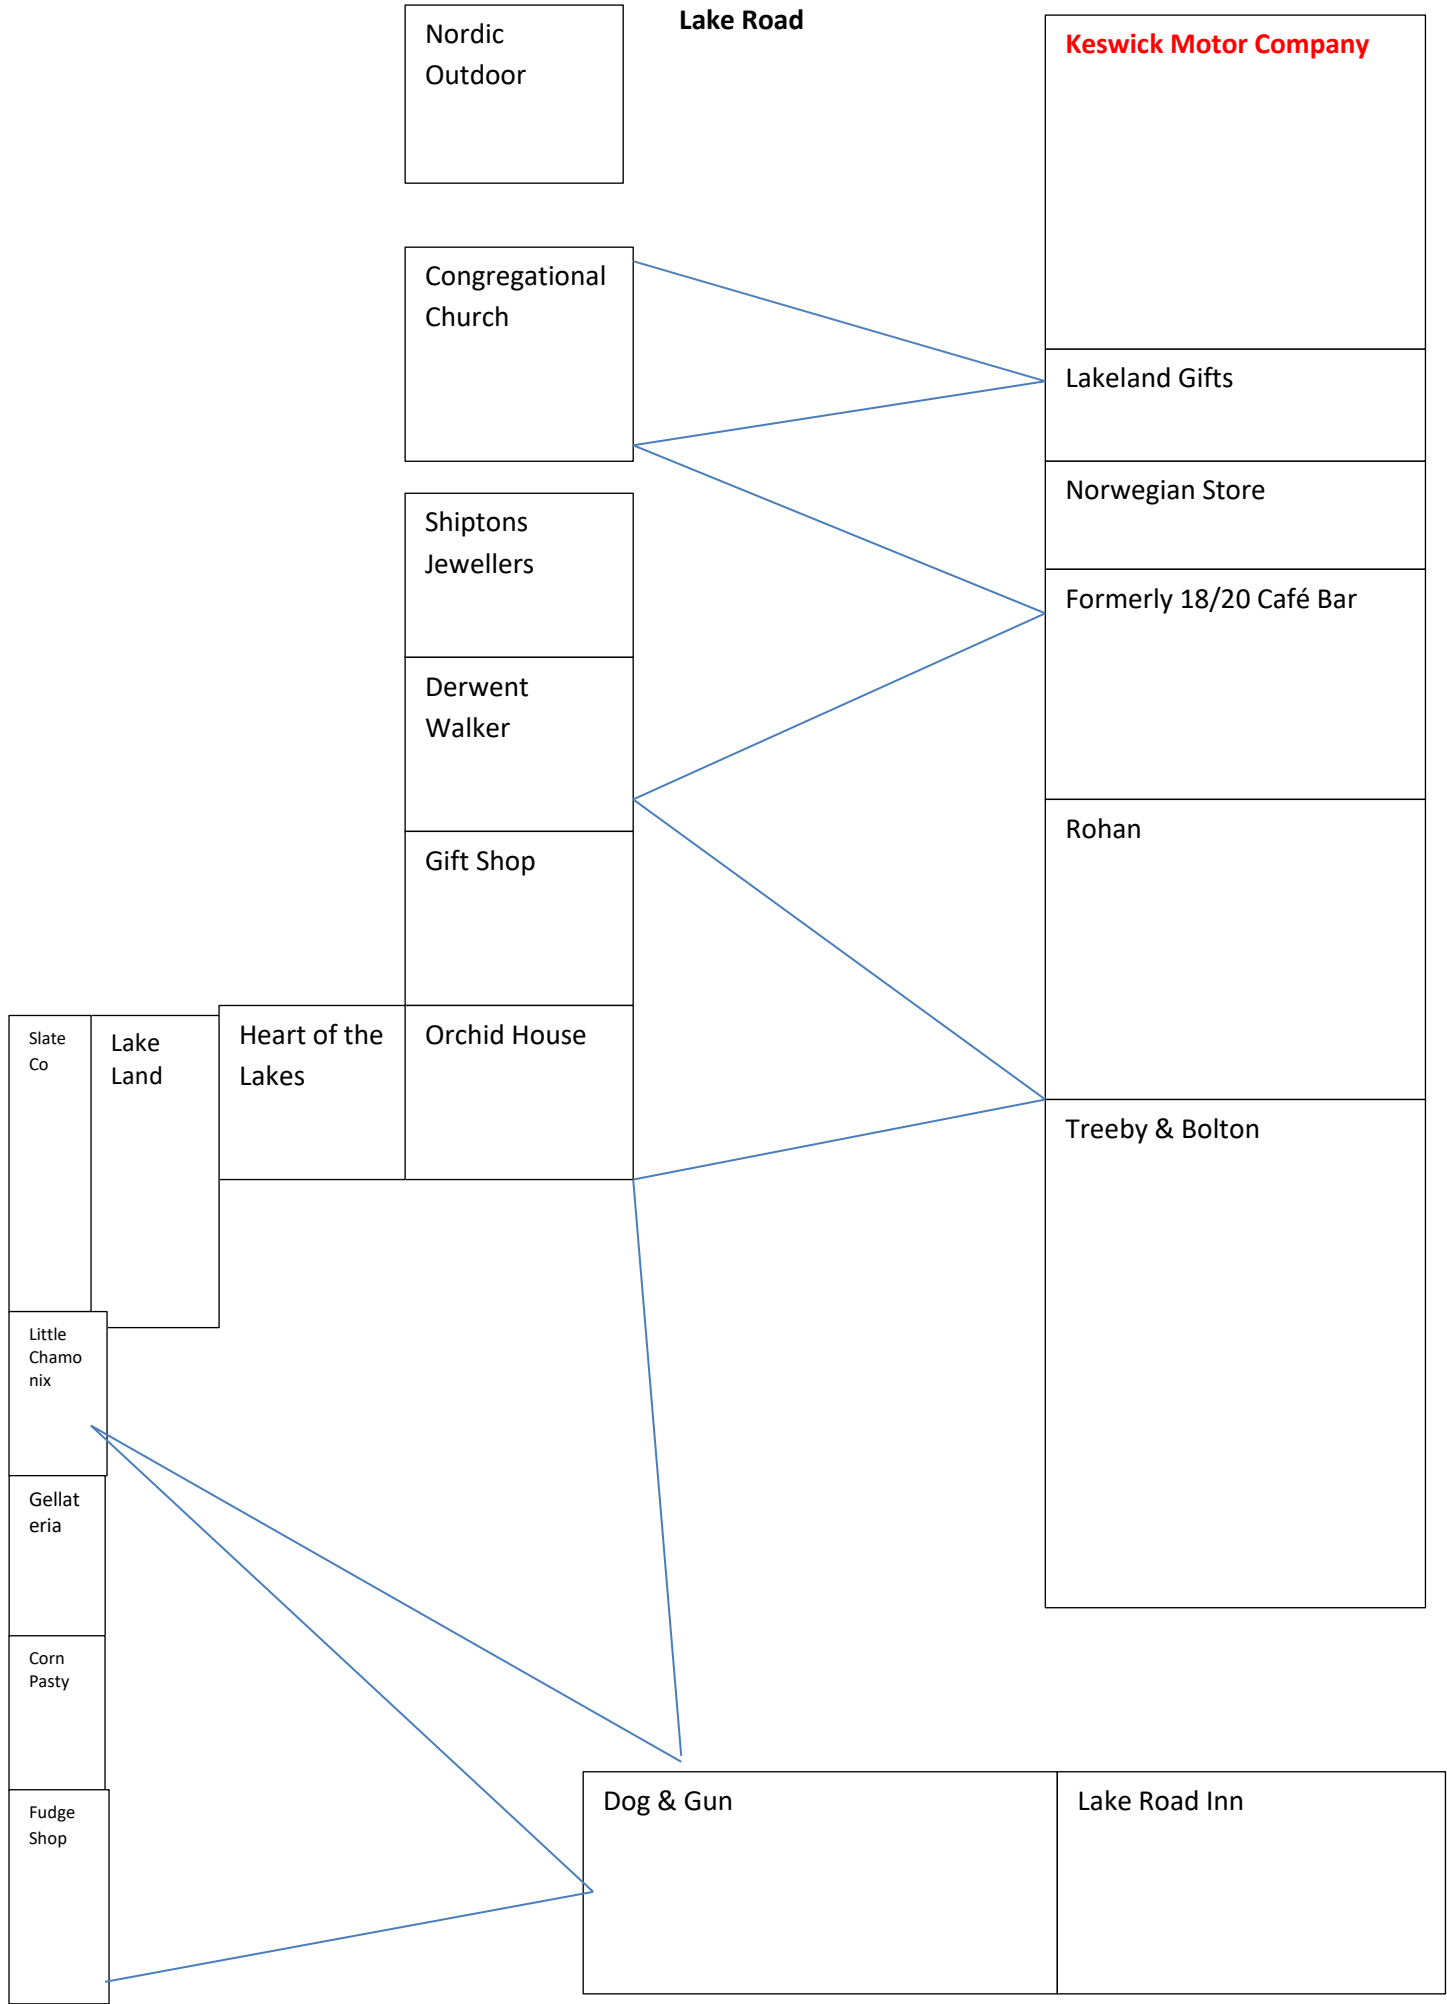 Lake Road
Nordic
Outdoor
Keswick Motor Company
Congregational
Church
Lakeland Gifts
Norwegian Store
Shiptons
Jewellers
Formerly 18/20 Café Bar
Derwent
Walker
Rohan
Gift Shop
Slate
Co
Lake
Land
Heart of the
Lakes
Orchid House
Treeby & Bolton
Little
Chamo
nix
Gellat
eria
Corn
Pasty
Fudge
Shop
Dog & Gun
Lake Road Inn